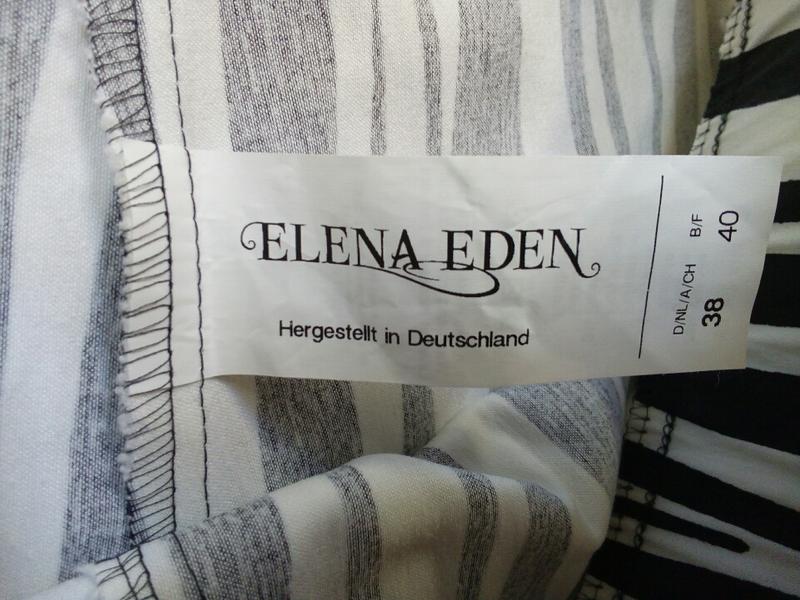 ELENA EDEN
Hergestellt in Deutschland
D/NL/A/CH B/F
38 40